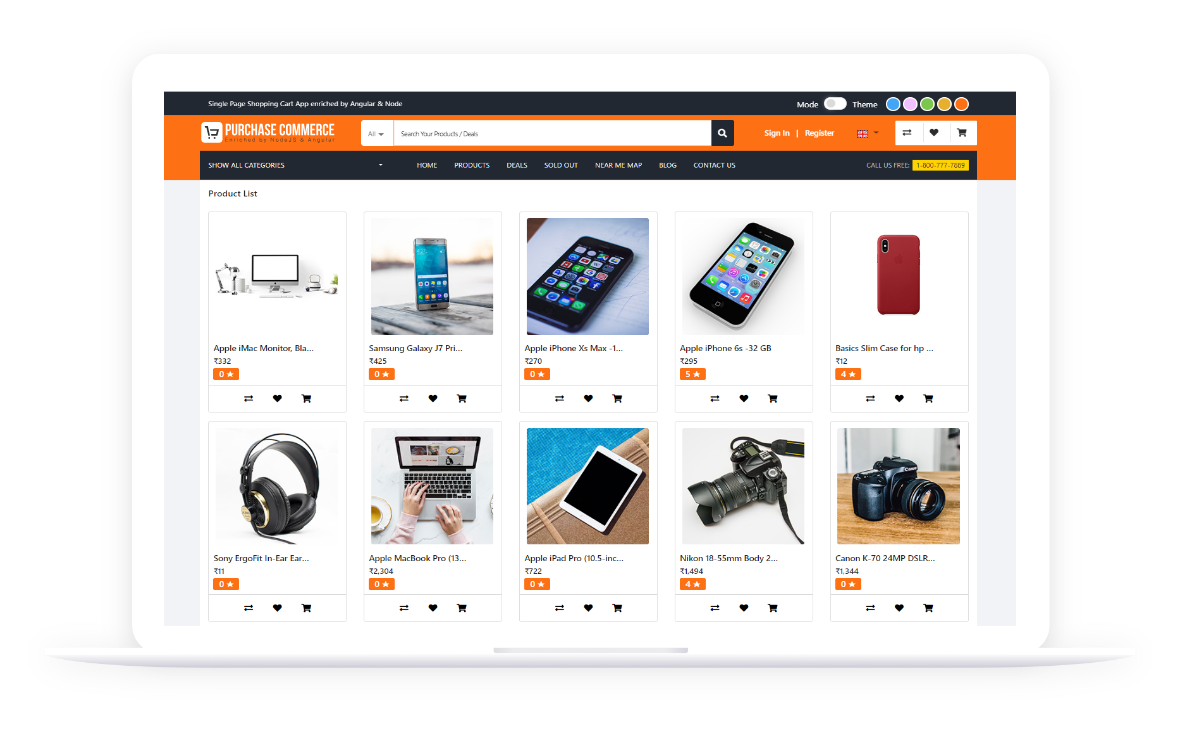 Single Page Shopping Cart App enriched by Angular & Node
Mode Theme
PURCHASE COMMERCE
Enriched by NodeJS & Angular
All
Search Your Products / Deals
Sign In | Register
SHOW ALL CATEGORIES
HOME PRODUCTS DEALS SOLD OUT NEAR ME MAP BLOG CONTACT US
CALL US FREE: 1-800-777-7889
Product List
Apple iMac Monitor, Bla...
₹332
0 ★
Samsung Galaxy J7 Pri...
₹425
0 ★
Apple iPhone Xs Max -1...
₹270
0 ★
Apple iPhone 6s -32 GB
₹295
5 ★
Basics Slim Case for hp ...
₹12
4 ★
Sony ErgoFit In-Ear Ear...
₹11
0 ★
Apple MacBook Pro (13...
₹2,304
0 ★
Apple iPad Pro (10.5-inc...
₹722
0 ★
Nikon 18-55mm Body 2...
₹1,494
4 ★
Canon
Canon K-70 24MP DSLR...
₹1,344
0 ★